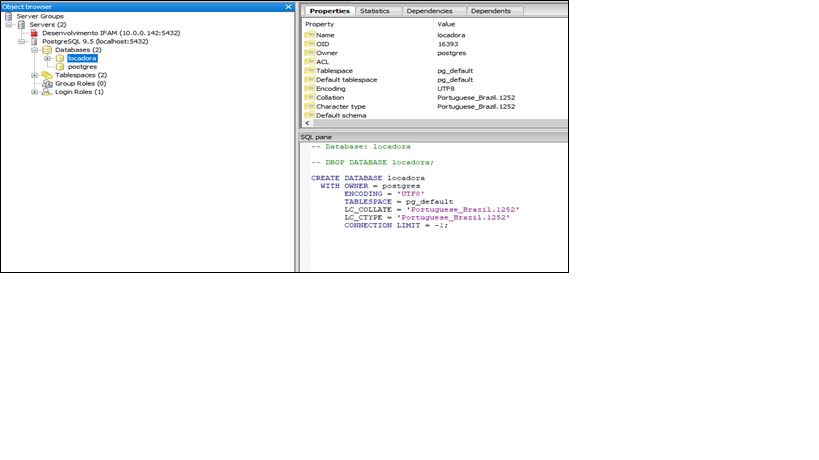 Object browser
Server Groups
Servers (2)
Desenvolvimento IFAM (10.0.0.142:5432)
PostgreSQL 9.5 (localhost:5432)
Databases (2)
locadora
postgres
Tablespaces (2)
Group Roles (0)
Login Roles (1)
Properties Statistics Dependencies Dependents
Property Value
Name locadora
OID 16393
Owner postgres
ACL
Tablespace pg_default
Default tablespace pg_default
Encoding UTF8
Collation Portuguese_Brazil.1252
Character type Portuguese_Brazil.1252
Default schema
SQL pane
-- Database: locadora
-- DROP DATABASE locadora;
CREATE DATABASE locadora
WITH OWNER = postgres
ENCODING = 'UTF8'
TABLESPACE = pg_default
LC_COLLATE = 'Portuguese_Brazil.1252'
LC_CTYPE = 'Portuguese_Brazil.1252'
CONNECTION LIMIT = -1;